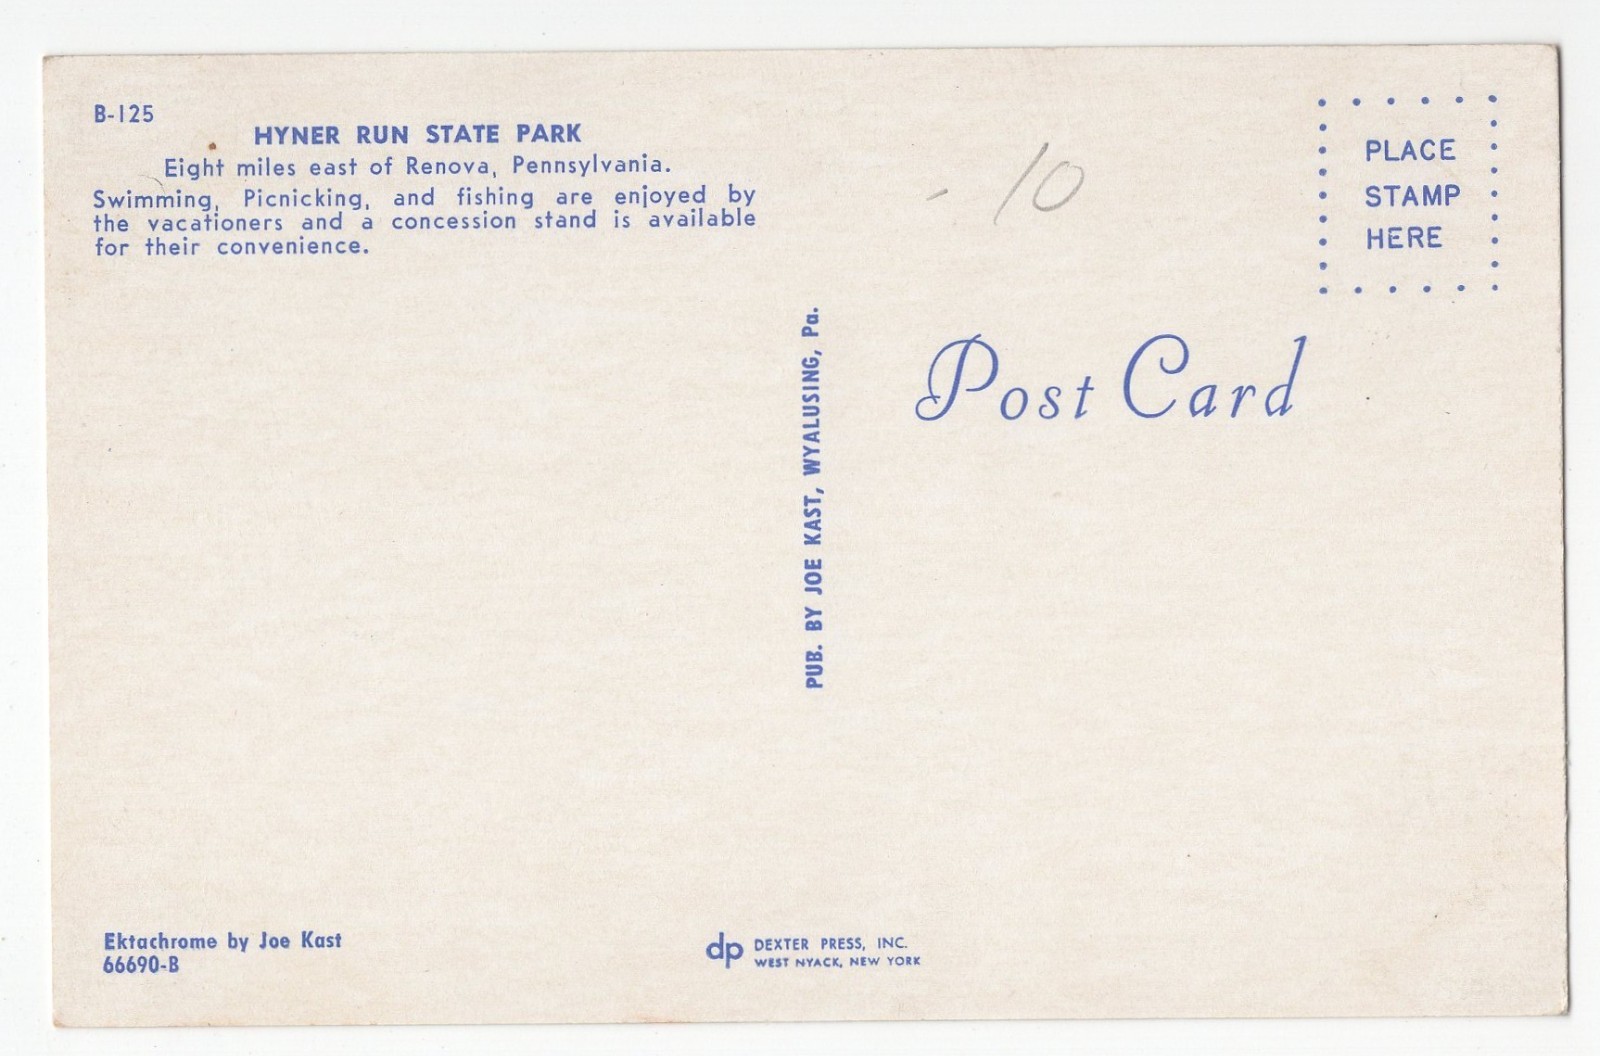 B-125
HYNER RUN STATE PARK
Eight miles east of Renova, Pennsylvania.
Swimming, Picnicking, and fishing are enjoyed by
the vacationers and a concession stand is available
for their convenience.
- 10
PLACE
STAMP
HERE
Post Card
PUB. BY JOE KAST, WYALUSING, Pa.
Ektachrome by Joe Kast
66690-B
dp DEXTER PRESS, INC.
WEST NYACK, NEW YORK